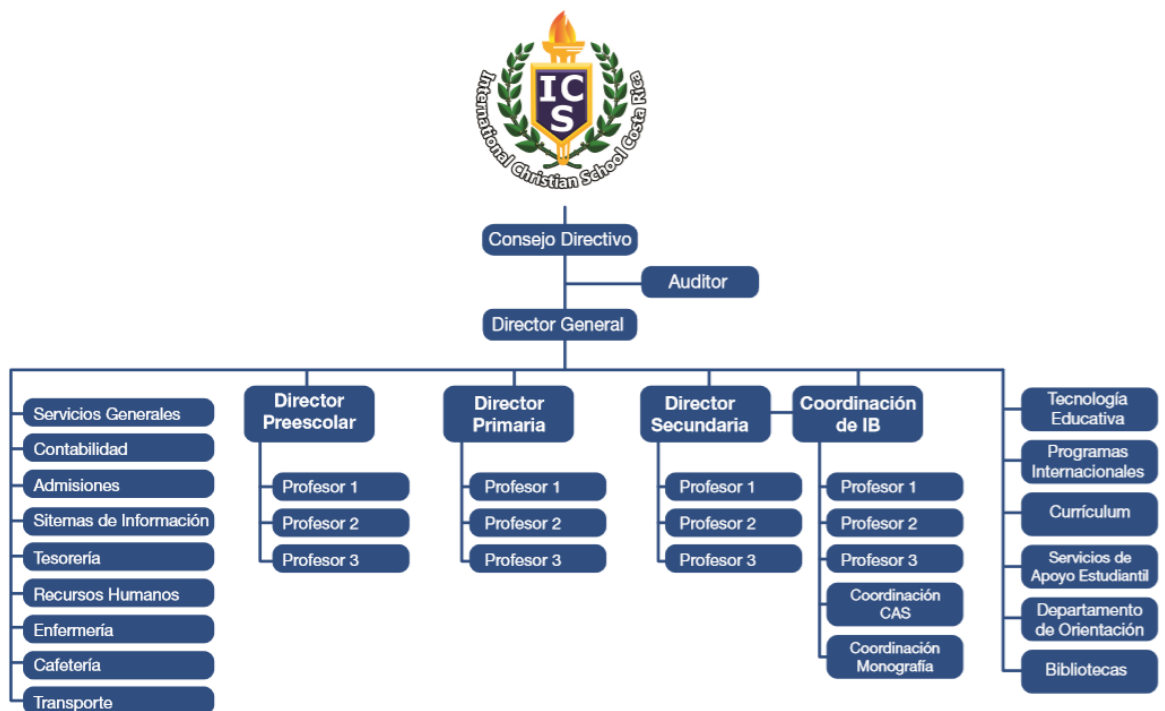 ICS
International Christian School Costa Rica
Consejo Directivo
Auditor
Director General
Servicios Generales
Contabilidad
Admisiones
Sitemas de Información
Tesorería
Recursos Humanos
Enfermería
Cafetería
Transporte
Director
Preescolar
Profesor 1
Profesor 2
Profesor 3
Director
Primaria
Profesor 1
Profesor 2
Profesor 3
Director
Secundaria
Profesor 1
Profesor 2
Profesor 3
Coordinación
de IB
Profesor 1
Profesor 2
Profesor 3
Coordinación
CAS
Coordinación
Monografía
Tecnología
Educativa
Programas
Internacionales
Currículum
Servicios de
Apoyo Estudiantil
Departamento
de Orientación
Bibliotecas